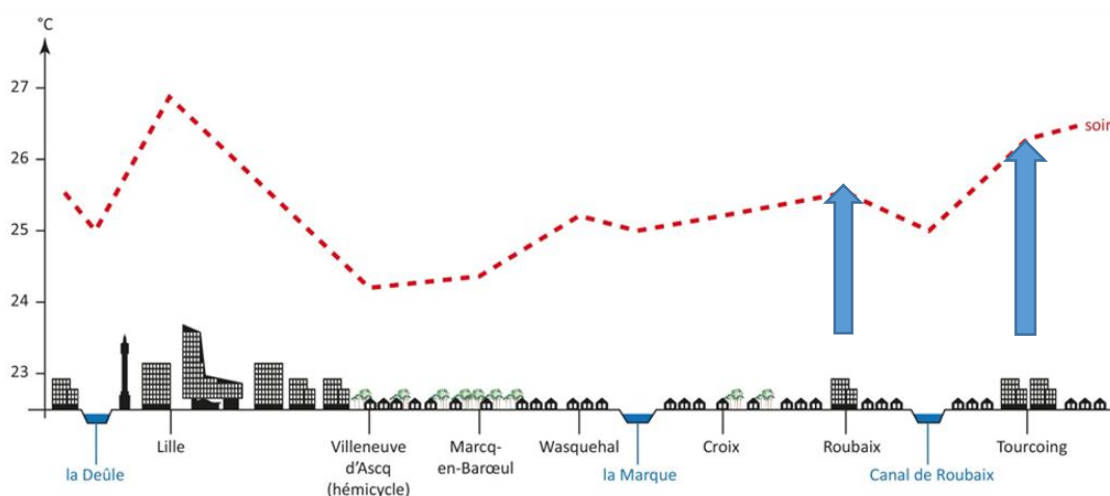 °C
27
26
25
24
23
soir
Lille
Villeneuve
d'Ascq
(hémicycle)
Marcq-
en-Barœul
Wasquehal
Croix
Roubaix
Tourcoing
la Deûle
la Marque
Canal de Roubaix